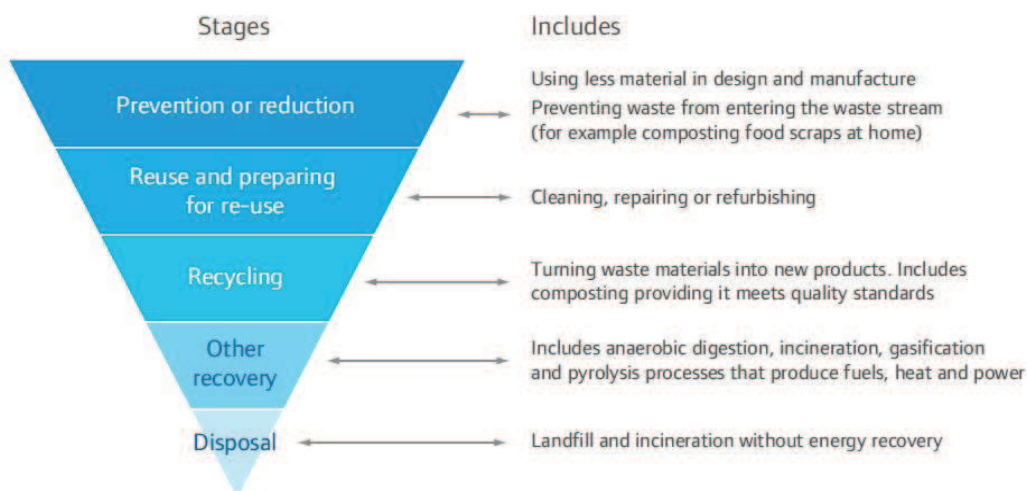 Stages
Includes
Prevention or reduction
Using less material in design and manufacture
Preventing waste from entering the waste stream
(for example composting food scraps at home)
Reuse and preparing
for re-use
Cleaning, repairing or refurbishing
Recycling
Turning waste materials into new products. Includes
composting providing it meets quality standards
Other
recovery
Includes anaerobic digestion, incineration, gasification
and pyrolysis processes that produce fuels, heat and power
Disposal
Landfill and incineration without energy recovery